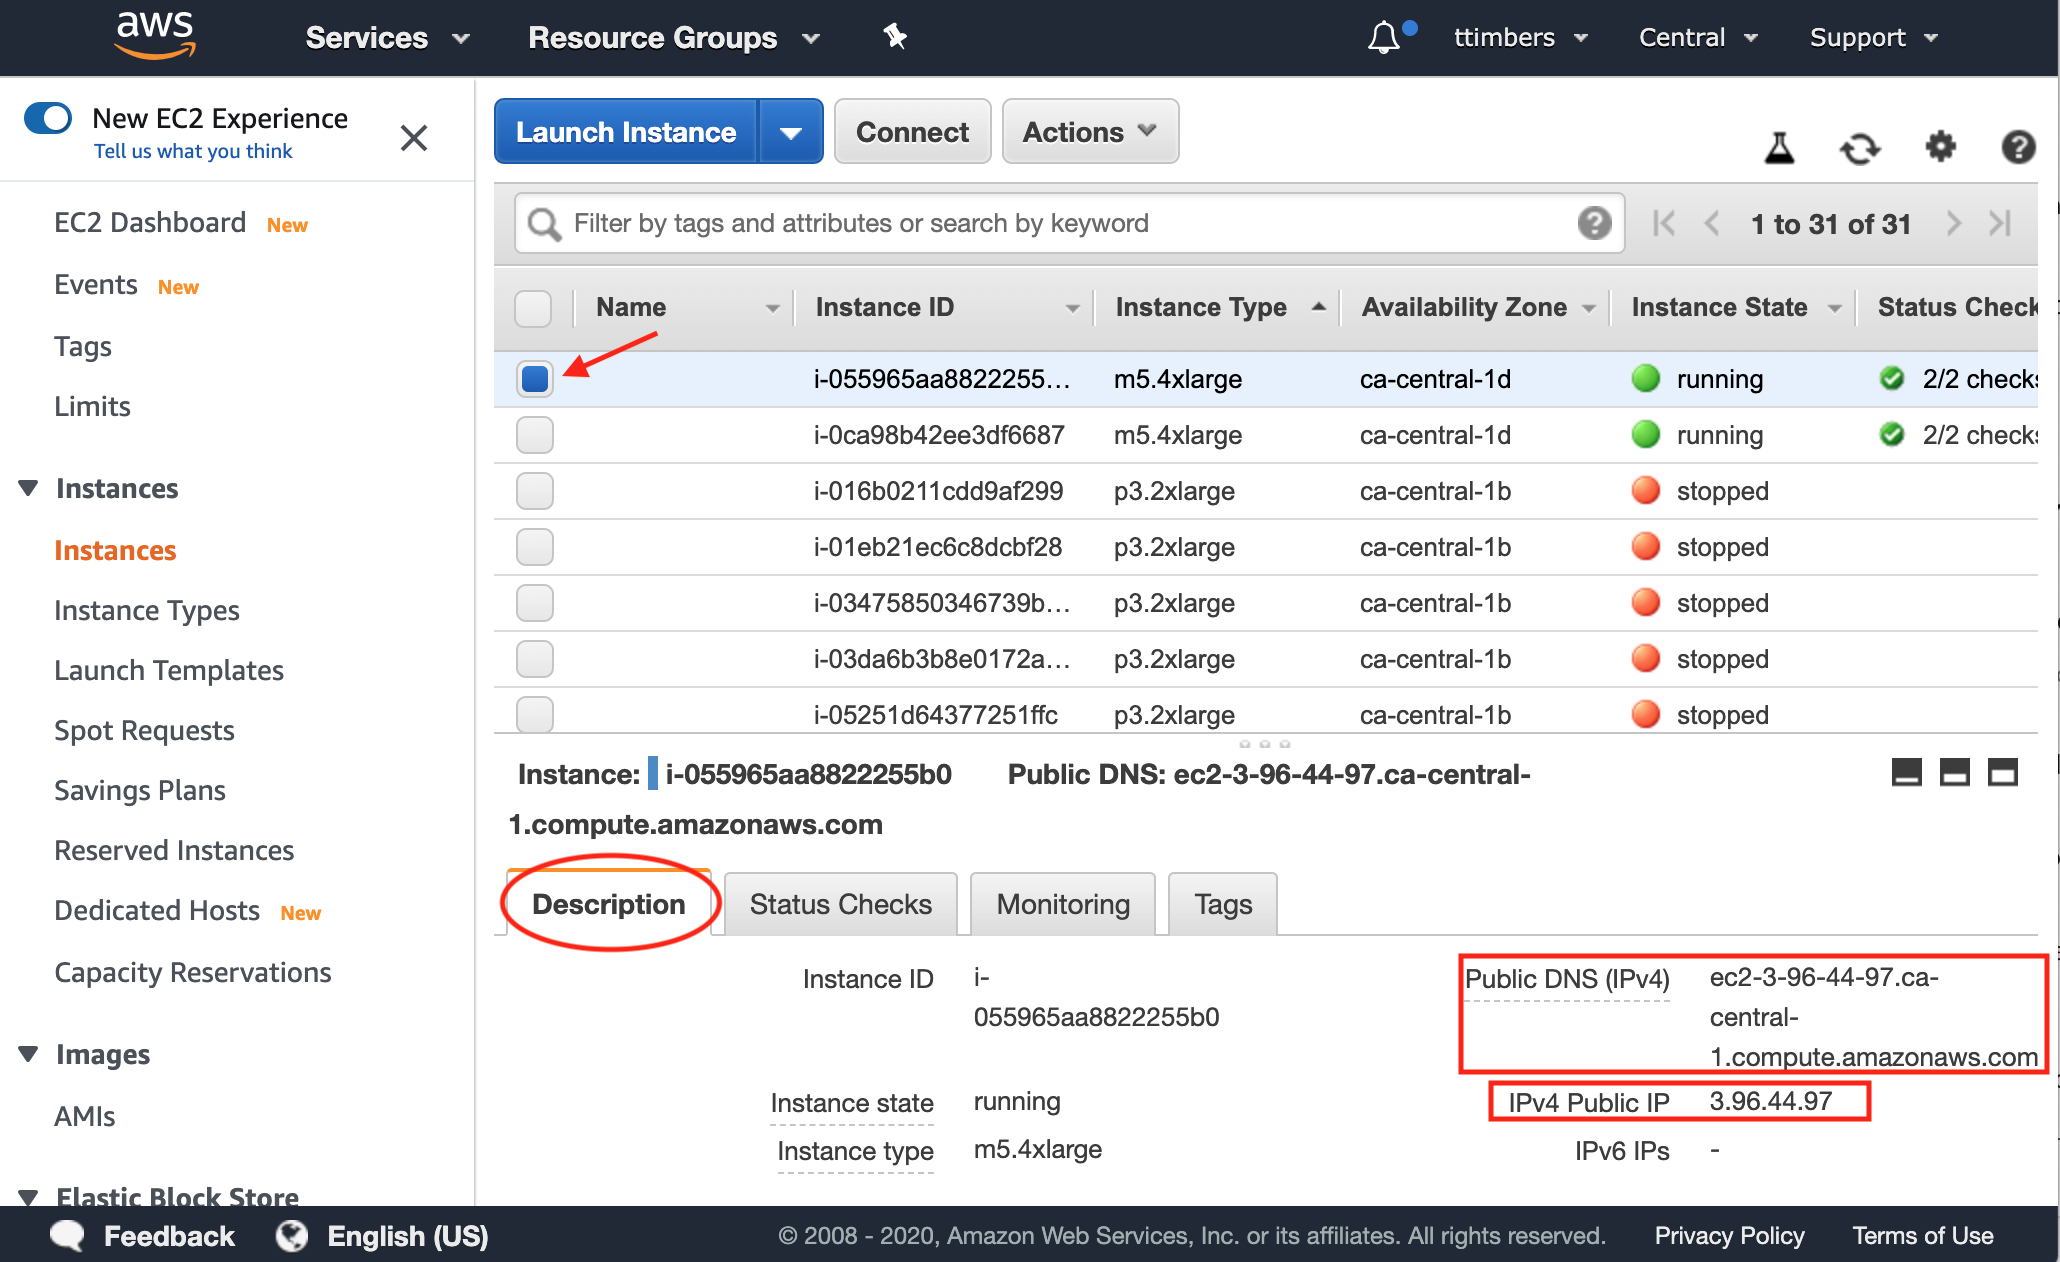 aws Services Resource Groups ttimbers Central Support
New EC2 Experience
Tell us what you think
EC2 Dashboard New
Events New
Tags
Limits
Instances
Instances
Instance Types
Launch Templates
Spot Requests
Savings Plans
Reserved Instances
Dedicated Hosts New
Capacity Reservations
Images
AMIs
Elastic Block Store
Launch Instance Connect Actions
Filter by tags and attributes or search by keyword ? 1 to 31 of 31
Name Instance ID Instance Type Availability Zone Instance State Status Check
i-055965aa8822255... m5.4xlarge ca-central-1d running 2/2 checks
i-0ca98b42ee3df6687 m5.4xlarge ca-central-1d running 2/2 checks
i-016b0211cdd9af299 p3.2xlarge ca-central-1b stopped
i-01eb21ec6c8dcbf28 p3.2xlarge ca-central-1b stopped
i-03475850346739b... p3.2xlarge ca-central-1b stopped
i-03da6b3b8e0172a... p3.2xlarge ca-central-1b stopped
i-05251d64377251ffc p3.2xlarge ca-central-1b stopped
Instance: i-055965aa8822255b0 Public DNS: ec2-3-96-44-97.ca-central-
1.compute.amazonaws.com
Description Status Checks Monitoring Tags
Instance ID i-
055965aa8822255b0
Public DNS (IPv4) ec2-3-96-44-97.ca-
central-
1.compute.amazonaws.com
Instance state running IPv4 Public IP 3.96.44.97
Instance type m5.4xlarge IPv6 IPs -
Feedback English (US) © 2008 - 2020, Amazon Web Services, Inc. or its affiliates. All rights reserved. Privacy Policy Terms of Use